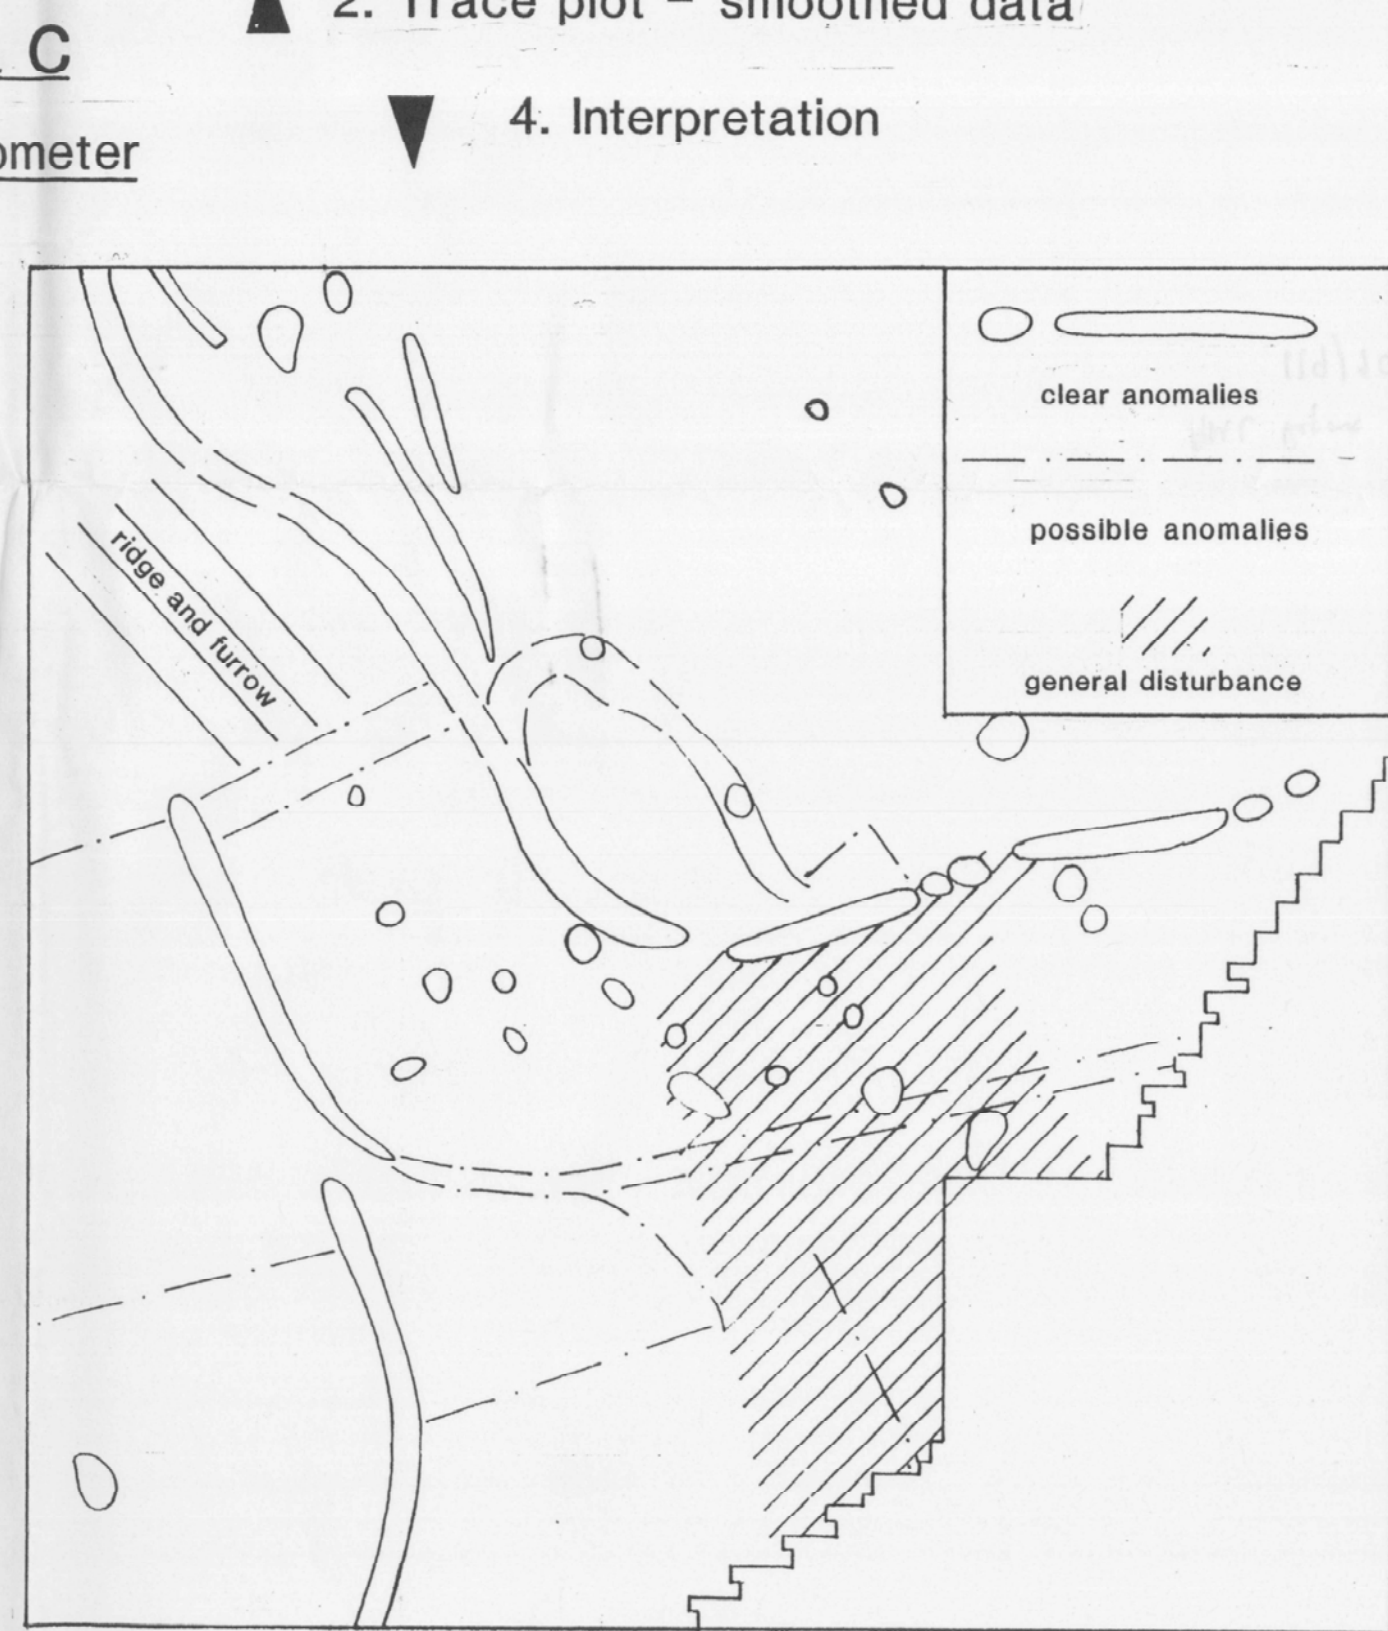 2. Trace plot - smoothed data
C
4. Interpretation
ometer
clear anomalies
possible anomalies
ridge and furrow
general disturbance